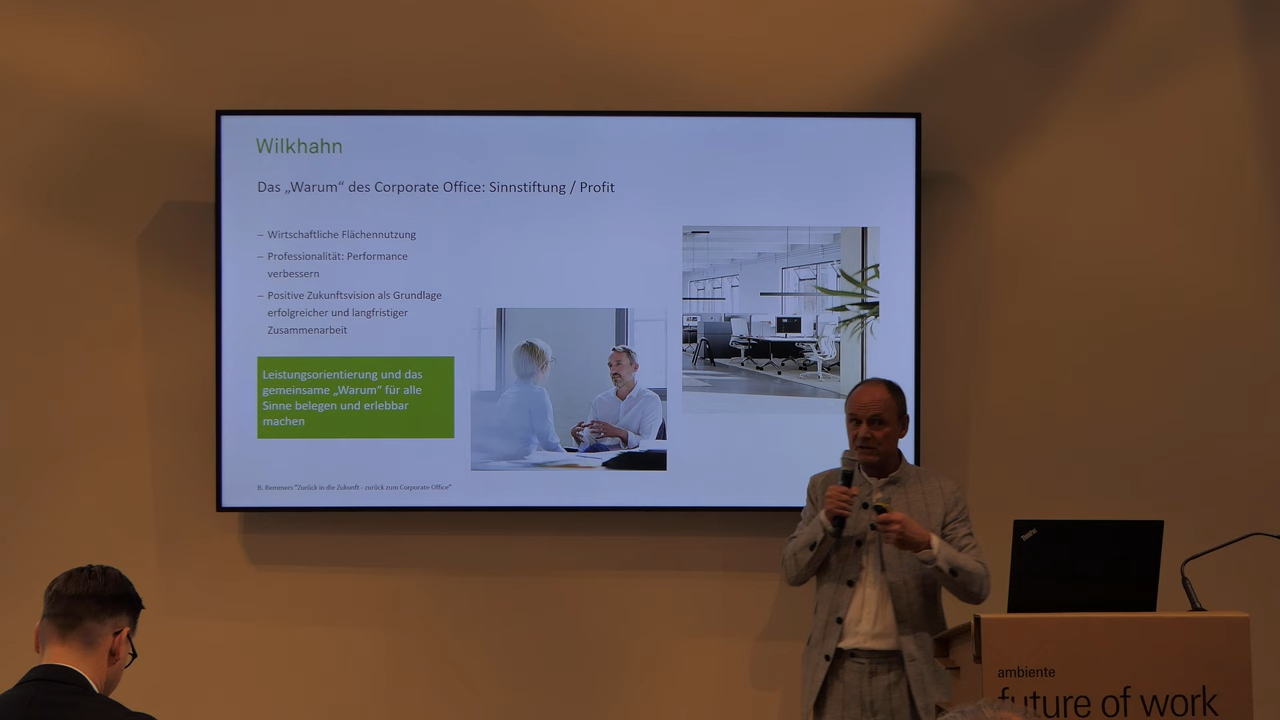 Wilkhahn
Das „Warum“ des Corporate Office: Sinnstiftung / Profit
– Wirtschaftliche Flächennutzung
– Professionalität: Performance
verbessern
– Positive Zukunftsvision als Grundlage
erfolgreicher und langfristiger
Zusammenarbeit
Leistungsorientierung und das
gemeinsame „Warum“ für alle
Sinne belegen und erlebbar
machen
B. Remmers "Zurück in die Zukunft - zurück zum Corporate Office"
ThinkPad
ambiente
future of work